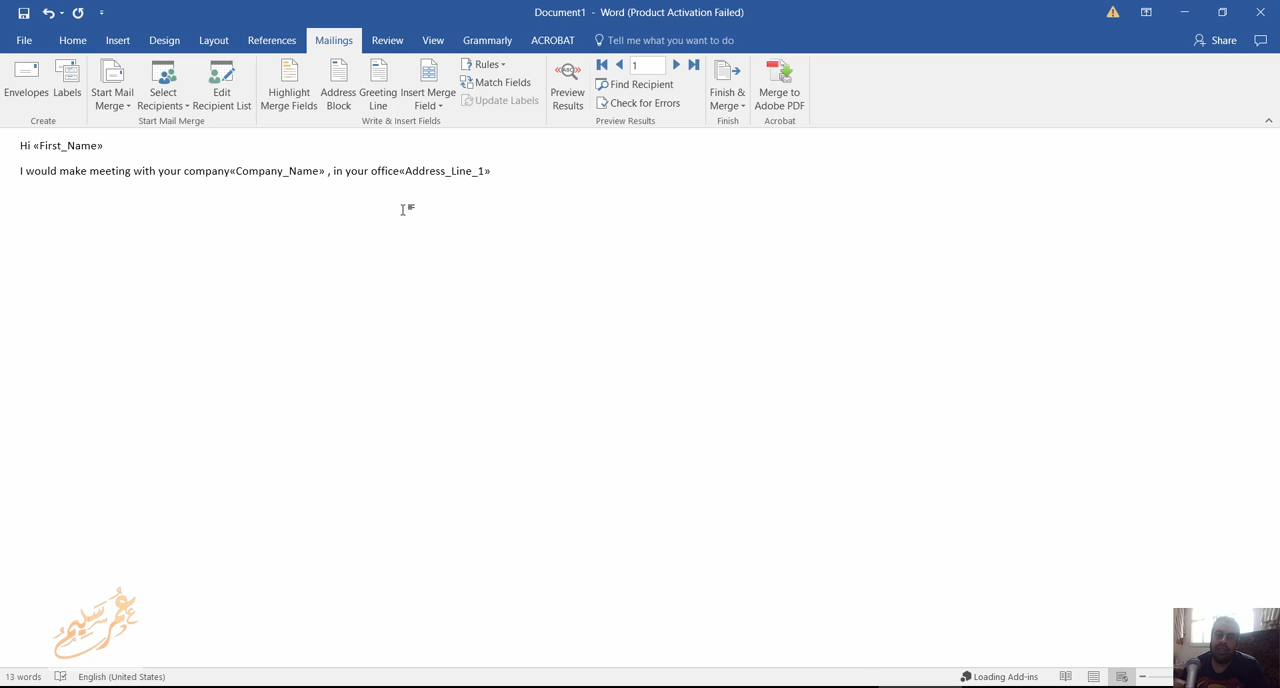 Document1 - Word (Product Activation Failed)
File Home Insert Design Layout References Mailings Review View Grammarly ACROBAT Tell me what you want to do Share
Envelopes Labels
Create
Start Mail Merge
Select Recipients
Edit Recipient List
Start Mail Merge
Highlight Merge Fields
Address Block
Greeting Line
Insert Merge Field
Rules
Match Fields
Update Labels
Write & Insert Fields
ABC
Preview Results
1
Find Recipient
Check for Errors
Preview Results
Finish & Merge
Finish
Merge to Adobe PDF
Acrobat
Hi «First_Name»
I would make meeting with your company«Company_Name» , in your office«Address_Line_1»
عُمر سَليم
13 words English (United States) Loading Add-ins